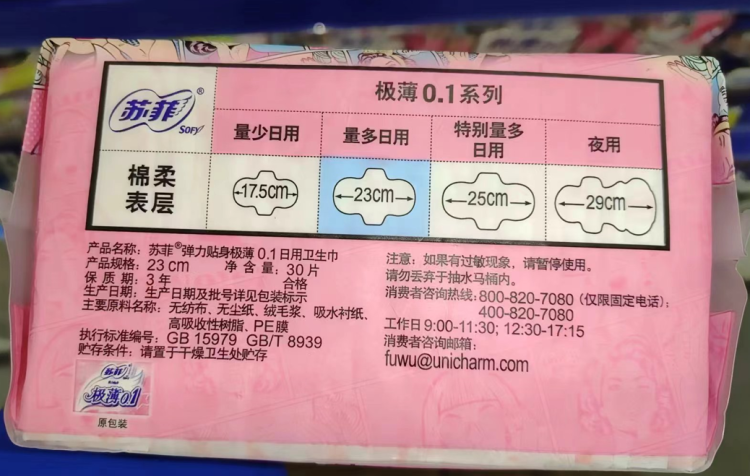 极薄0.1系列
苏菲®
SOFY
量少日用
量多日用
特别量多
日用
夜用
棉柔
表层
17.5cm
23cm
25cm
29cm
产品名称：苏菲®弹力贴身极薄0.1日用卫生巾
产品规格：23 cm 净含量：30片
保质期：3年 合格
生产日期：生产日期及批号详见包装标示
主要原料名称：无纺布、无尘纸、绒毛浆、吸水衬纸、
高吸收性树脂、PE膜
执行标准编号：GB 15979 GB/T 8939
贮存条件：请置于干燥卫生处贮存
苏菲
极薄0.1
原包装
注意：如果有过敏现象，请暂停使用。
请勿丢弃于抽水马桶内。
消费者咨询热线：800-820-7080（仅限固定电话）；
400-820-7080
工作日9:00-11:30；12:30-17:15
消费者咨询邮箱：
fuwu@unicharm.com